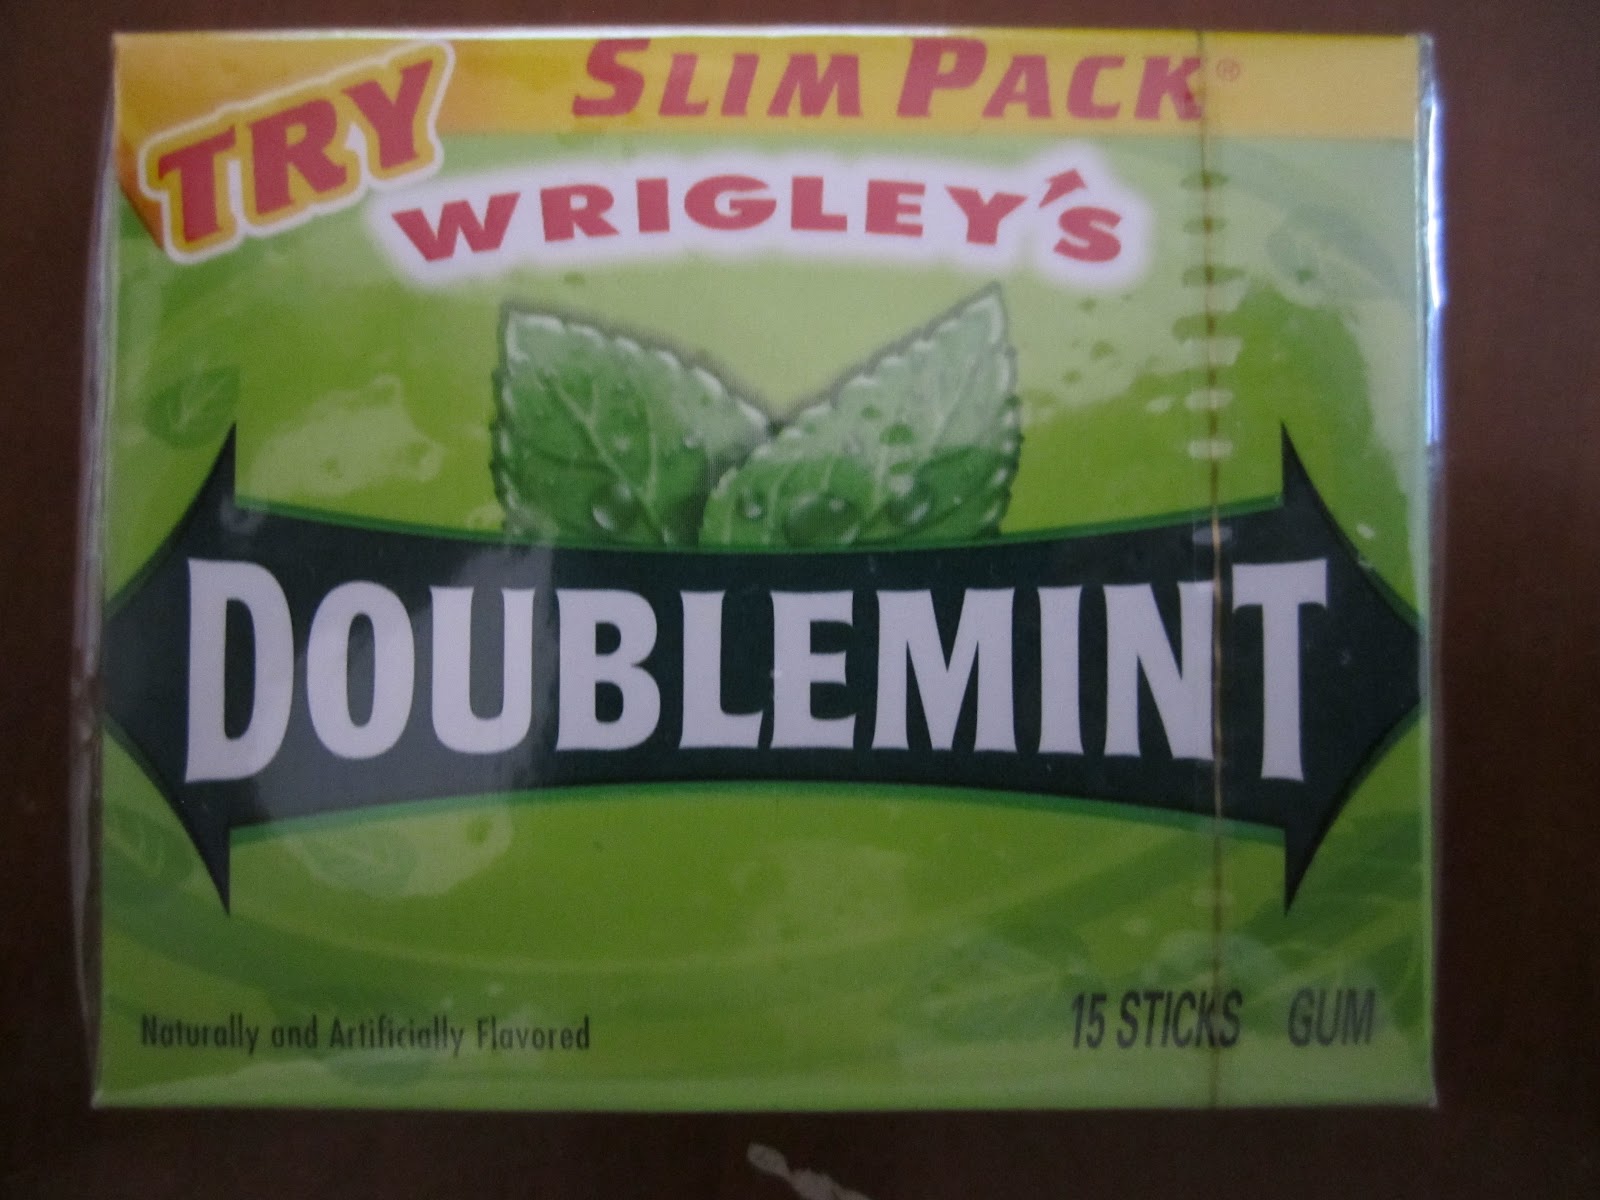 TRY SLIM PACK®
WRIGLEY'S
DOUBLEMINT
Naturally and Artificially Flavored
15 STICKS GUM